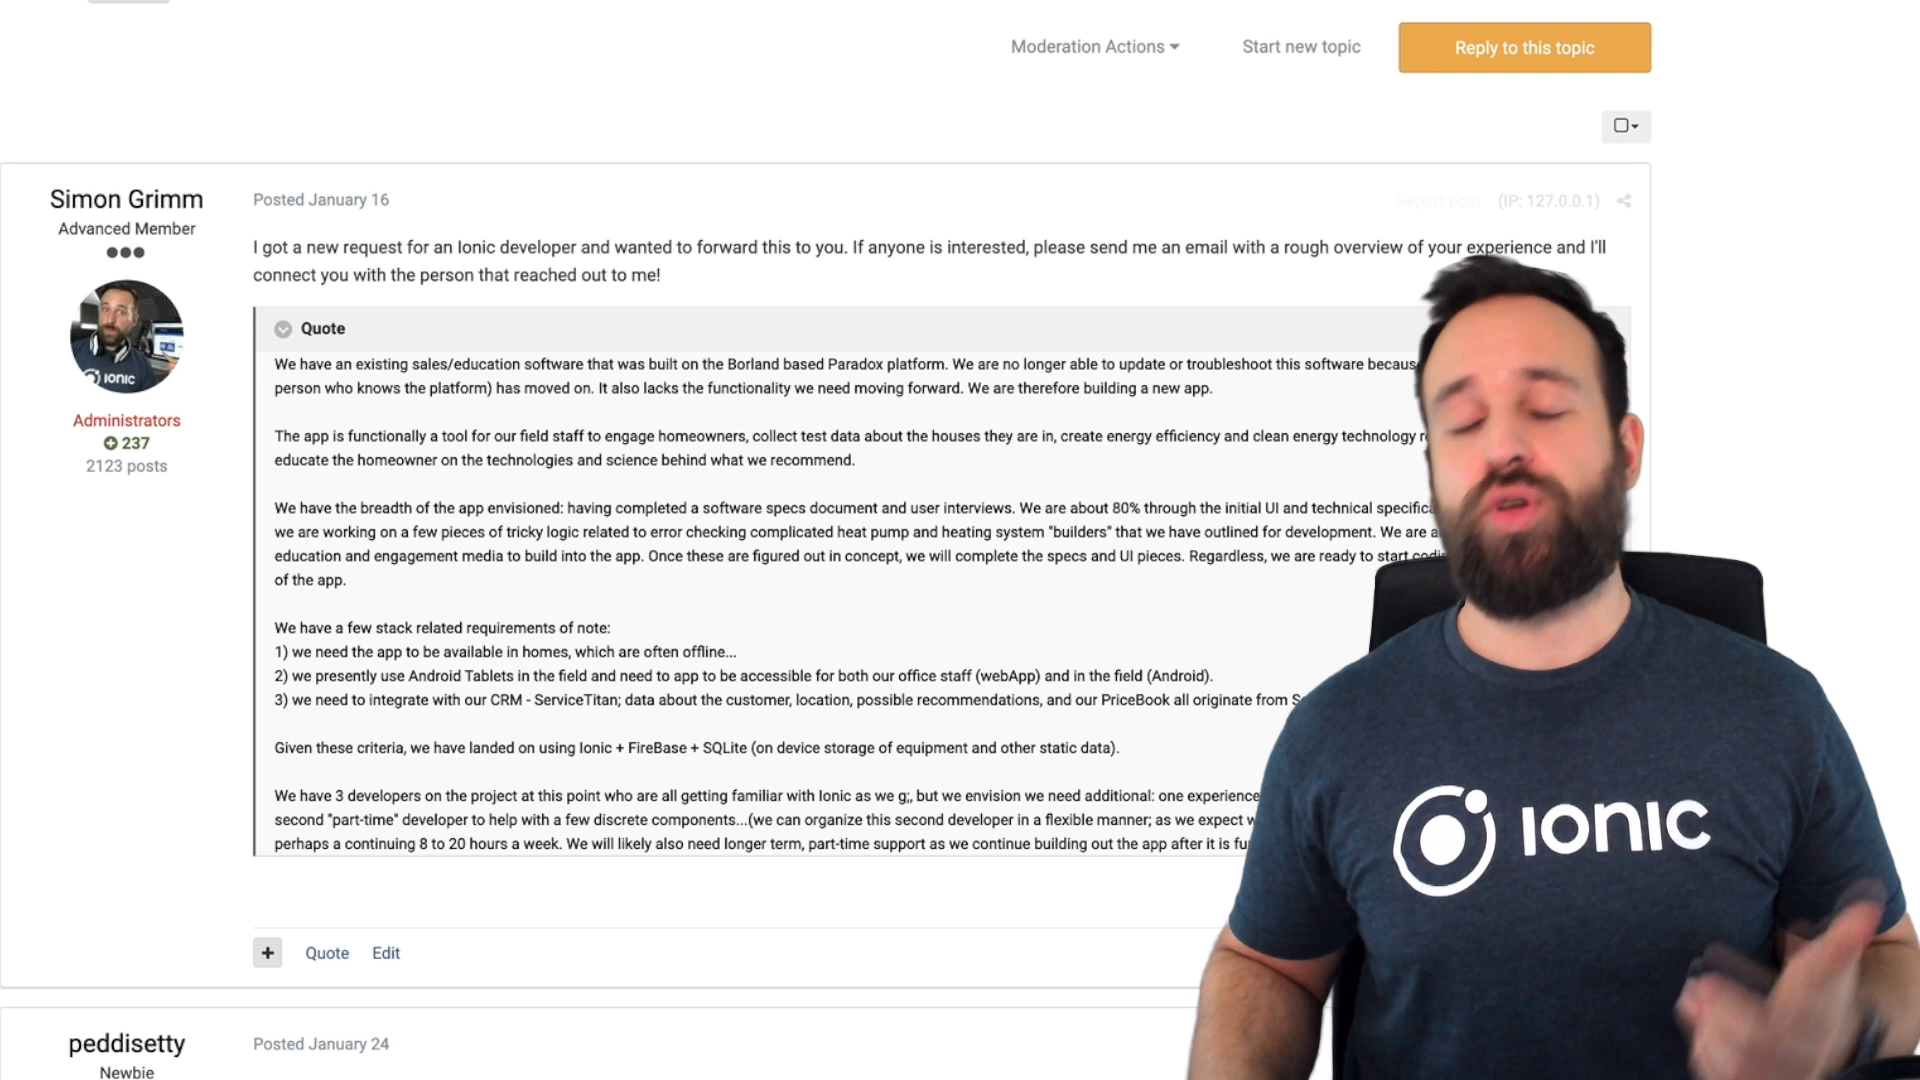 Moderation Actions
Start new topic
Reply to this topic
Simon Grimm
Advanced Member
IONIC
Administrators
237
2123 posts
Posted January 16
Report post
(IP: 127.0.0.1)
I got a new request for an Ionic developer and wanted to forward this to you. If anyone is interested, please send me an email with a rough overview of your experience and I'll
connect you with the person that reached out to me!
Quote
We have an existing sales/education software that was built on the Borland based Paradox platform. We are no longer able to update or troubleshoot this software
person who knows the platform) has moved on. It also lacks the functionality we need moving forward. We are therefore building a new app.
The app is functionally a tool for our field staff to engage homeowners, collect test data about the houses they are in, create energy efficiency and clean energy technology
educate the homeowner on the technologies and science behind what we recommend.
We have the breadth of the app envisioned: having completed a software specs document and user interviews. We are about 80% through the initial UI and technical
we are working on a few pieces of tricky logic related to error checking complicated heat pump and heating system "builders" that we have outlined for development. We are
education and engagement media to build into the app. Once these are figured out in concept, we will complete the specs and UI pieces. Regardless, we are ready to start
of the app.
We have a few stack related requirements of note:
1) we need the app to be available in homes, which are often offline...
2) we presently use Android Tablets in the field and need to app to be accessible for both our office staff (webApp) and in the field (Android).
3) we need to integrate with our CRM - ServiceTitan; data about the customer, location, possible recommendations, and our PriceBook all originate from
Given these criteria, we have landed on using Ionic + FireBase + SQLite (on device storage of equipment and other static data).
We have 3 developers on the project at this point who are all getting familiar with Ionic as we g;, but we envision we need additional: one
second "part-time" developer to help with a few discrete components...(we can organize this second developer in a flexible manner; as we expect
perhaps a continuing 8 to 20 hours a week. We will likely also need longer term, part-time support as we continue building out the app after it is
+
Quote
Edit
IONIC
peddisetty
Newbie
Posted January 24